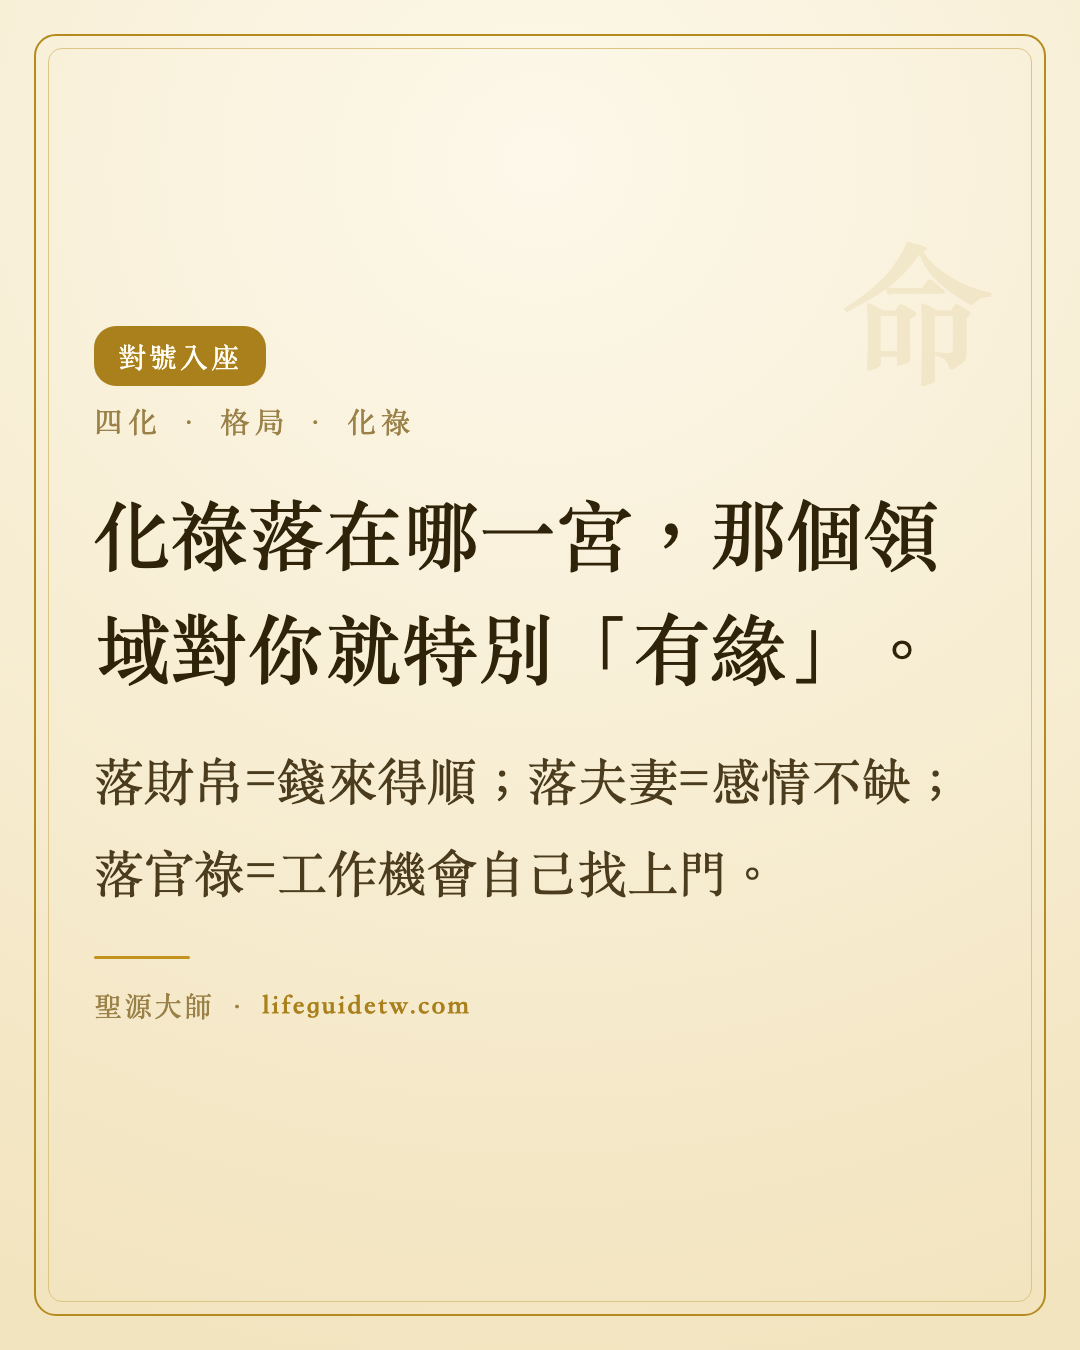 命
對號入座
四化 · 格局 · 化祿
化祿落在哪一宮，那個領
域對你就特別「有緣」。
落財帛=錢來得順；落夫妻=感情不缺；
落官祿=工作機會自己找上門。
聖源大師 · lifeguidetw.com